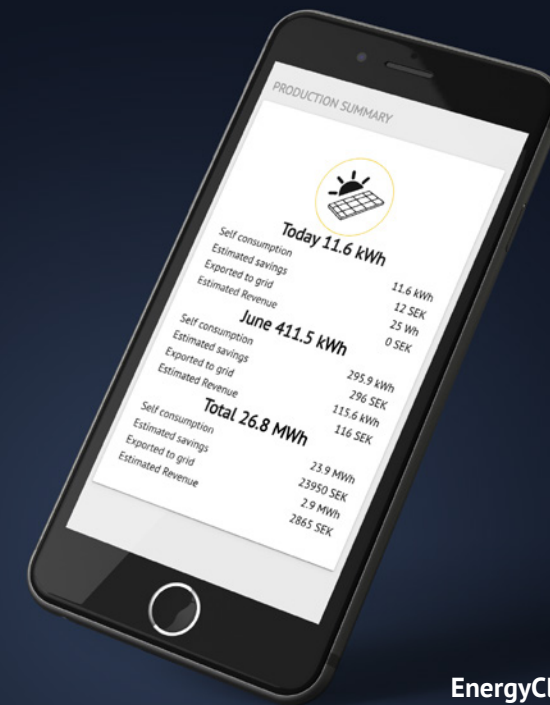 PRODUCTION SUMMARY
Today 11.6 kWh
Self consumption 11.6 kWh
Estimated savings 12 SEK
Exported to grid 25 Wh
Estimated Revenue 0 SEK
June 411.5 kWh
Self consumption 295.9 kWh
Estimated savings 296 SEK
Exported to grid 115.6 kWh
Estimated Revenue 116 SEK
Total 26.8 MWh
Self consumption 23.9 MWh
Estimated savings 23950 SEK
Exported to grid 2.9 MWh
Estimated Revenue 2865 SEK